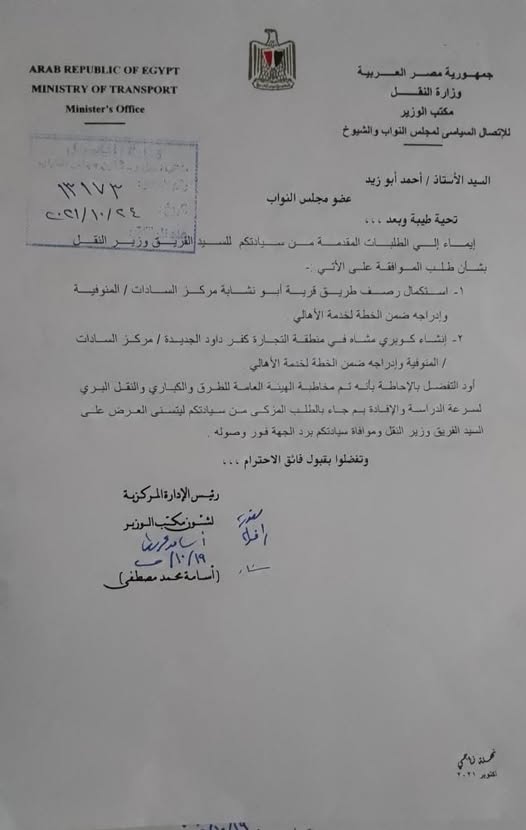 ARAB REPUBLIC OF EGYPT
MINISTRY OF TRANSPORT
Minister's Office
جمهورية مصر العربية
وزارة النقل
مكتب الوزير
للإتصال السياسى لمجلس النواب والشيوخ
١٣١٧٣
٢٠٢١/١٠/٢٤
السيد الأستاذ / أحمد أبو زيد
عضو مجلس النواب
تحية طيبة وبعد ،،،
إيماء إلي الطلبات المقدمة من سيادتكم للسيد الفريق وزير النقل
بشأن طلب الموافقة على الأتي :-
١- استكمال رصف طريق قرية أبو نشابة مركز السادات / المنوفية
وإدراجه ضمن الخطة لخدمة الأهالي
٢- إنشاء كوبري مشاه في منطقة التجارة كفر داود الجديدة / مركز السادات
/ المنوفية وإدراجه ضمن الخطة لخدمة الأهالي
أود التفضل بالإحاطة بأنه تم مخاطبة الهيئة العامة للطرق والكباري والنقل البري
لسرعة الدراسة والإفادة بم جاء بالطلب المزكى من سيادتكم ليتسنى العرض على
السيد الفريق وزير النقل وموافاة سيادتكم برد الجهة فور وصوله .
وتفضلوا بقبول فائق الاحترام ،،،
رئيس الإدارة المركزية
لشئون مكتب الوزير
١٠/١٩
(أسامة محمد مصطفى)
أكتوبر ٢٠٢١